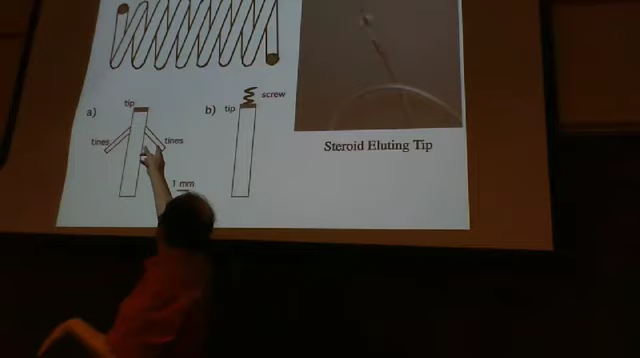 a)
tip
tines
tines
b)
tip
screw
1 mm
Steroid Eluting Tip